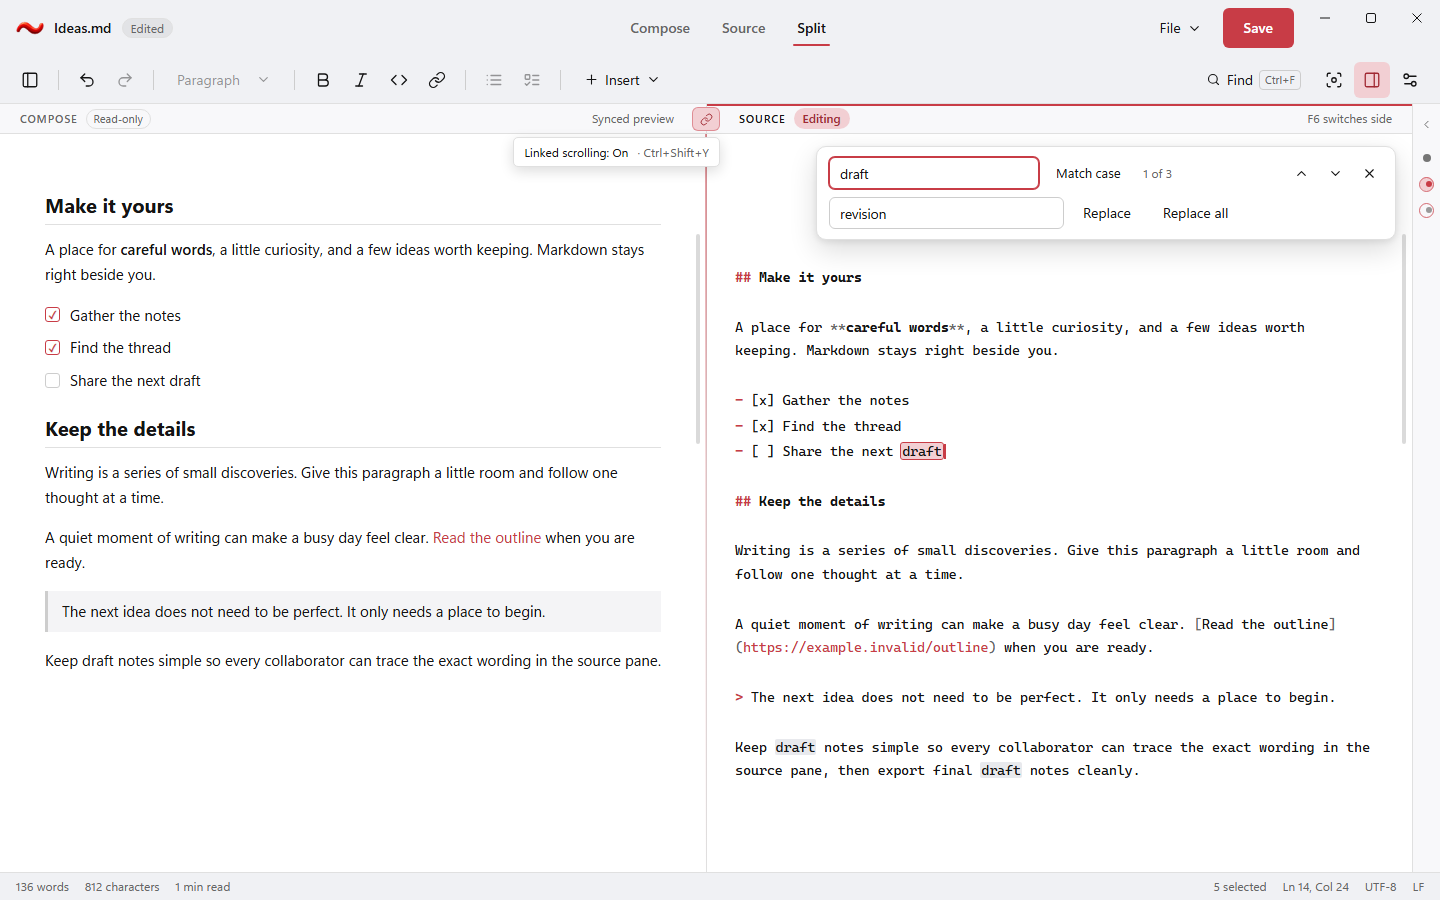 Ideas.md Edited
Compose Source Split
File Save
Paragraph
Insert
Find Ctrl+F
COMPOSE Read-only
Synced preview
Linked scrolling: On · Ctrl+Shift+Y
Make it yours
A place for careful words, a little curiosity, and a few ideas worth keeping. Markdown stays
right beside you.
Gather the notes
Find the thread
Share the next draft
Keep the details
Writing is a series of small discoveries. Give this paragraph a little room and follow one
thought at a time.
A quiet moment of writing can make a busy day feel clear. Read the outline when you are
ready.
The next idea does not need to be perfect. It only needs a place to begin.
Keep draft notes simple so every collaborator can trace the exact wording in the source pane.
SOURCE Editing
F6 switches side
draft Match case 1 of 3
revision Replace Replace all
## Make it yours
A place for **careful words**, a little curiosity, and a few ideas worth
keeping. Markdown stays right beside you.
- [x] Gather the notes
- [x] Find the thread
- [ ] Share the next draft
## Keep the details
Writing is a series of small discoveries. Give this paragraph a little room and
follow one thought at a time.
A quiet moment of writing can make a busy day feel clear. [Read the outline]
(https://example.invalid/outline) when you are ready.
> The next idea does not need to be perfect. It only needs a place to begin.
Keep draft notes simple so every collaborator can trace the exact wording in the
source pane, then export final draft notes cleanly.
136 words 812 characters 1 min read
5 selected Ln 14, Col 24 UTF-8 LF